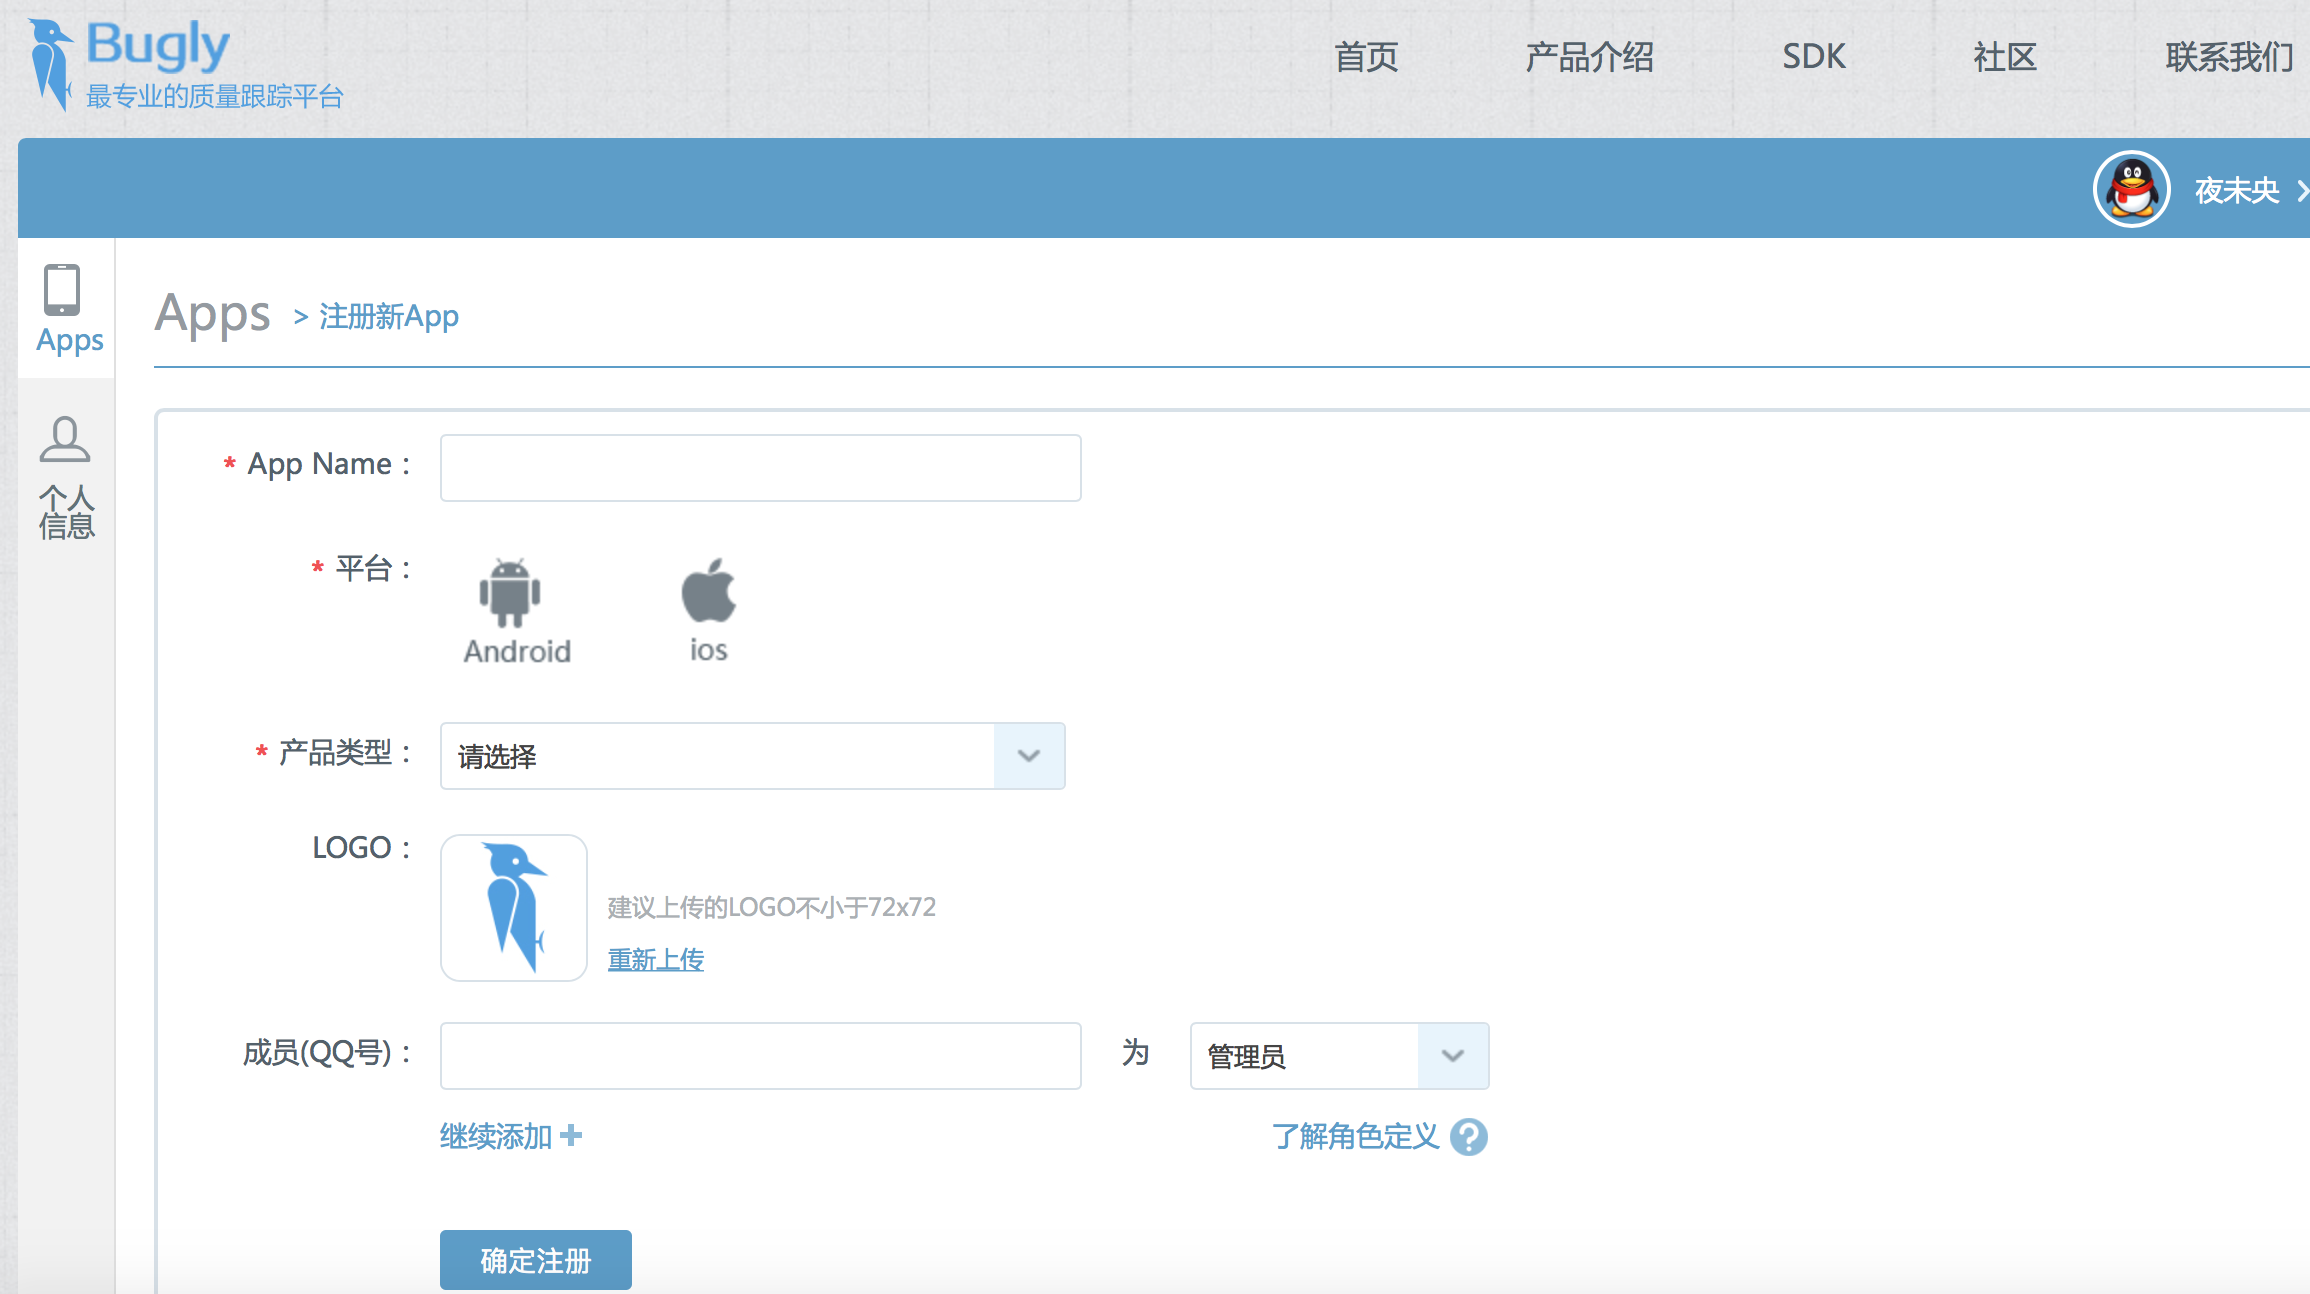 Bugly
最专业的质量跟踪平台
首页 产品介绍 SDK 社区 联系我们
夜未央
Apps
个人
信息
Apps > 注册新App
* App Name :
* 平台 :
Android ios
* 产品类型 : 请选择
LOGO :
建议上传的LOGO不小于72x72
重新上传
成员(QQ号) : 为 管理员
继续添加 了解角色定义 ?
确定注册